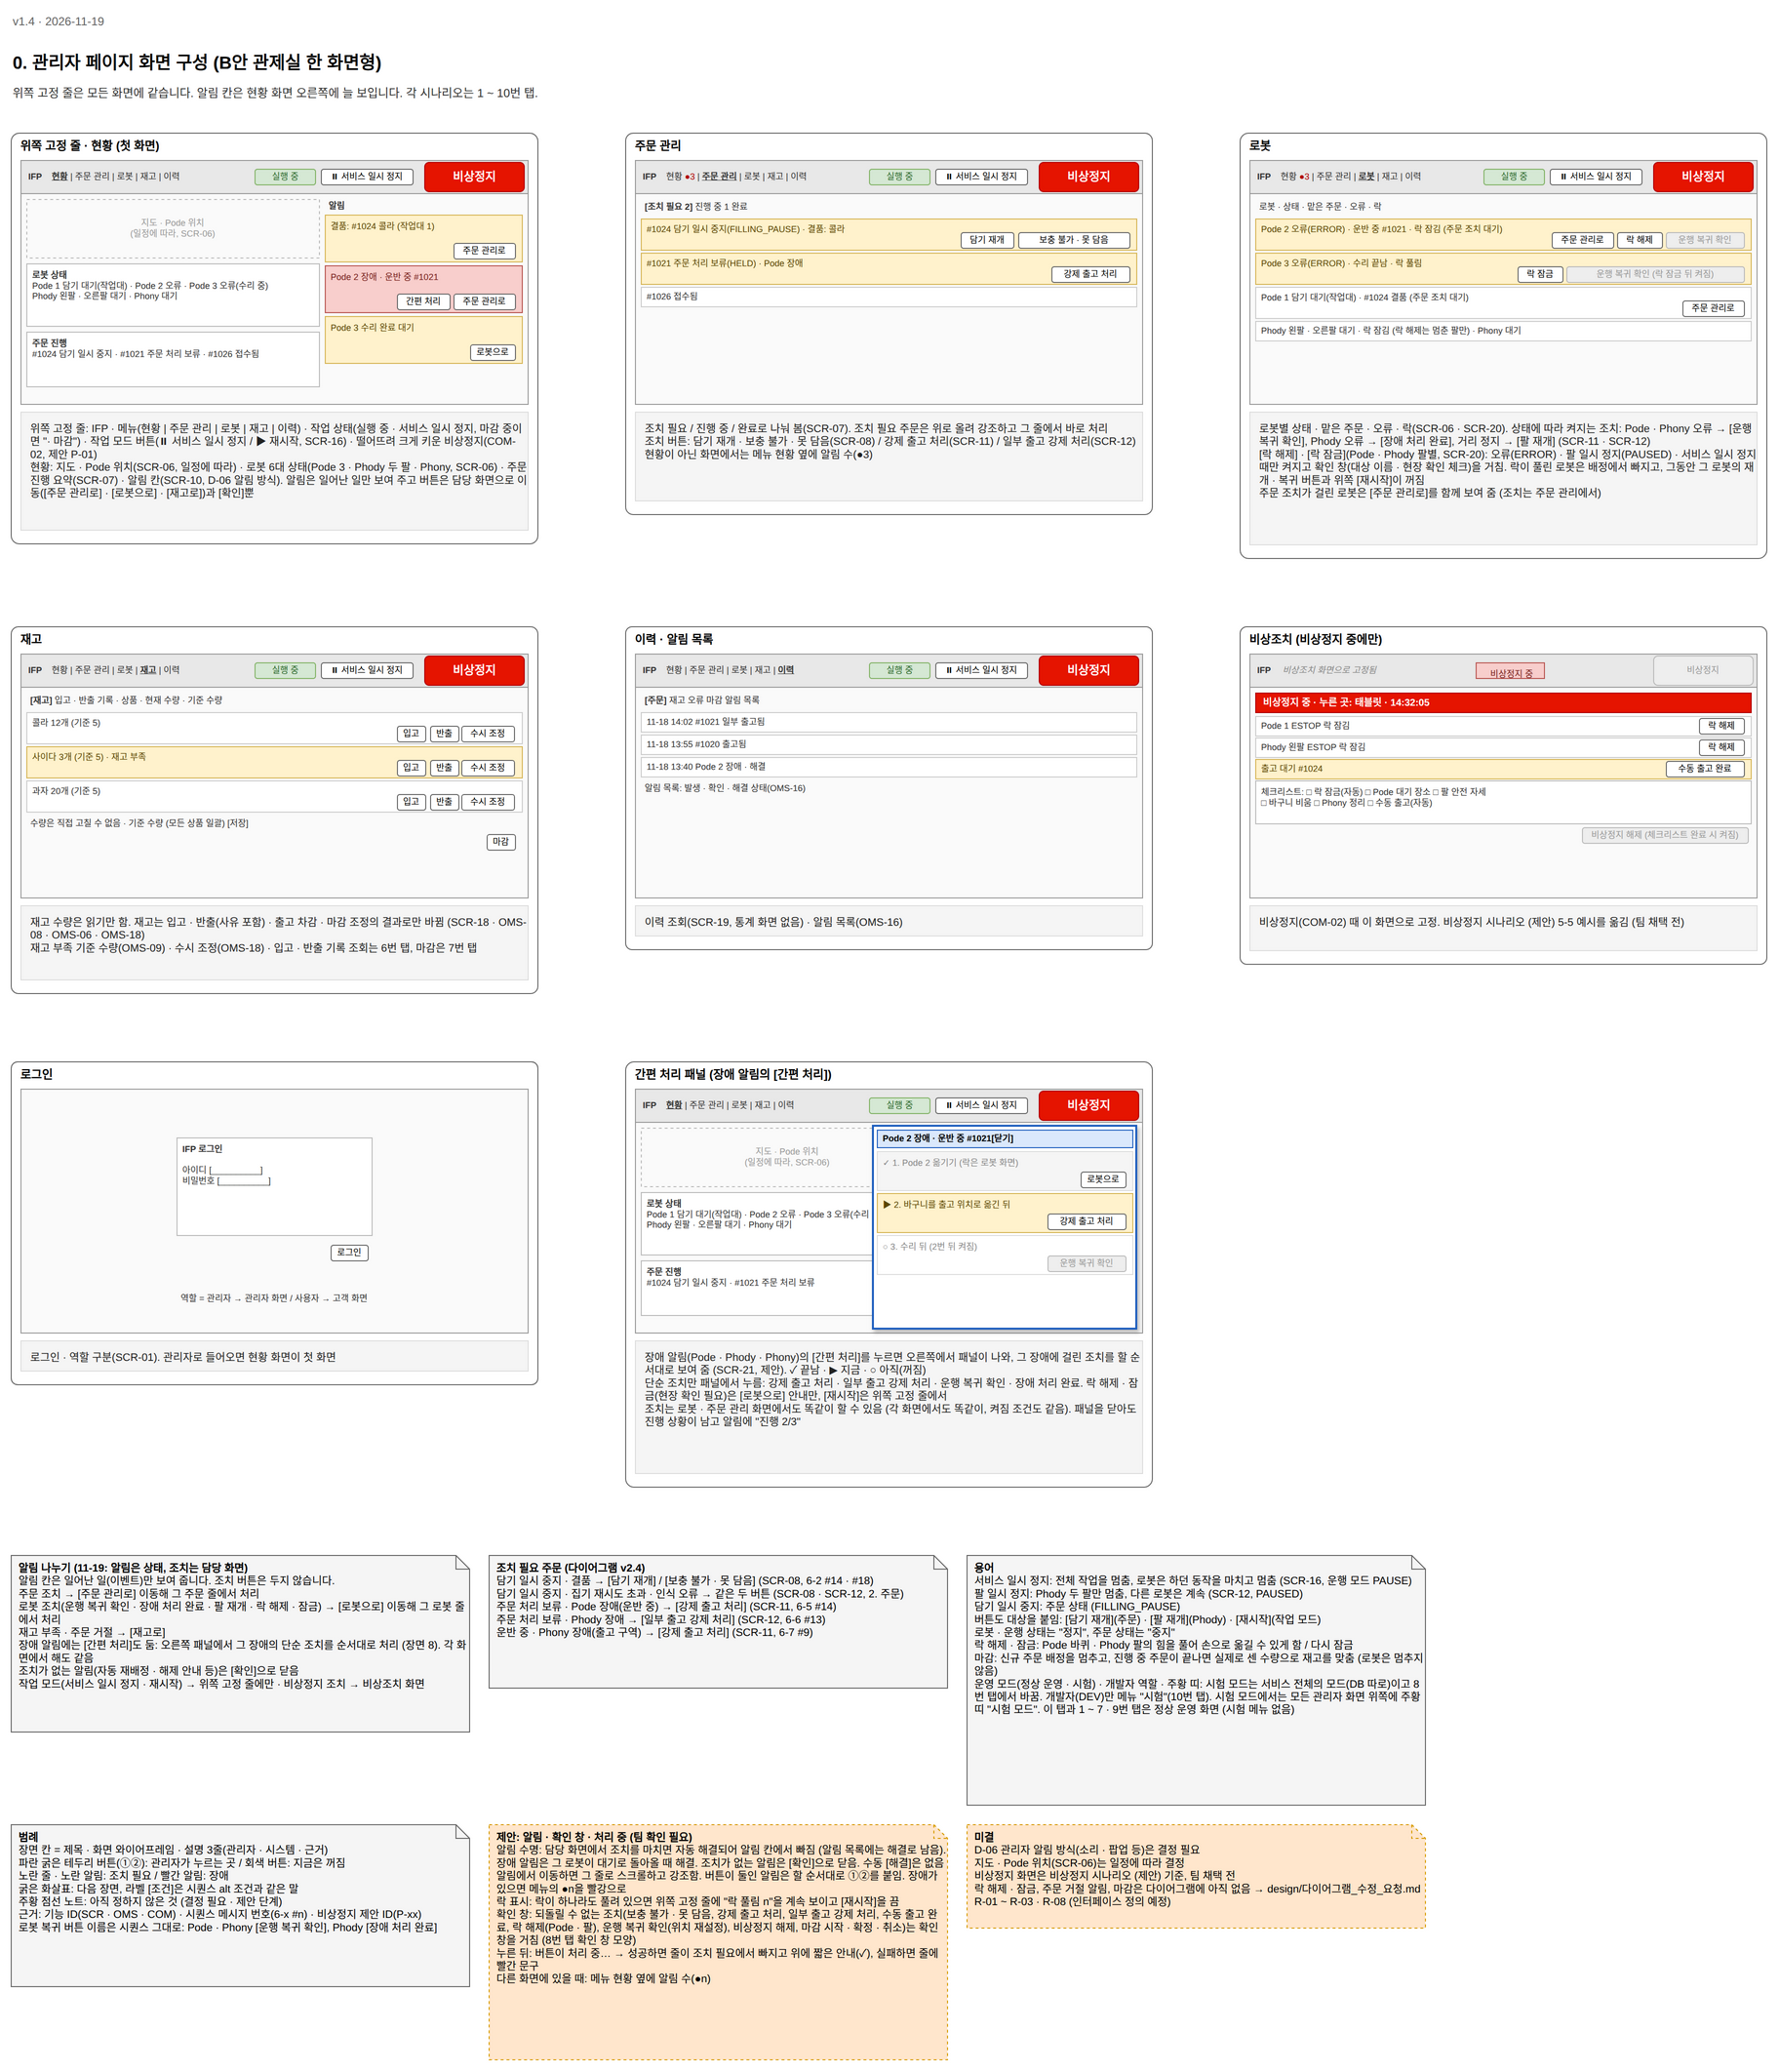 v1.4 · 2026-11-19
0. 관리자 페이지 화면 구성 (B안 관제실 한 화면형)
위쪽 고정 줄은 모든 화면에 같습니다. 알림 칸은 현황 화면 오른쪽에 늘 보입니다. 각 시나리오는 1 ~ 10번 탭.
위쪽 고정 줄 · 현황 (첫 화면)
IFP 현황 | 주문 관리 | 로봇 | 재고 | 이력
실행 중
⏸ 서비스 일시 정지
비상정지
지도 · Pode 위치
(일정에 따라, SCR-06)
로봇 상태
Pode 1 담기 대기(작업대) · Pode 2 오류 · Pode 3 오류(수리 중)
Phody 왼팔 · 오른팔 대기 · Phony 대기
주문 진행
#1024 담기 일시 중지 · #1021 주문 처리 보류 · #1026 접수됨
알림
결품: #1024 콜라 (작업대 1)
주문 관리로
Pode 2 장애 · 운반 중 #1021
간편 처리
주문 관리로
Pode 3 수리 완료 대기
로봇으로
위쪽 고정 줄: IFP · 메뉴(현황 | 주문 관리 | 로봇 | 재고 | 이력) · 작업 상태(실행 중 · 서비스 일시 정지, 마감 중이
면 "· 마감") · 작업 모드 버튼(⏸ 서비스 일시 정지 / ▶ 재시작, SCR-16) · 떨어뜨려 크게 키운 비상정지(COM-
02, 제안 P-01)
현황: 지도 · Pode 위치(SCR-06, 일정에 따라) · 로봇 6대 상태(Pode 3 · Phody 두 팔 · Phony, SCR-06) · 주문
진행 요약(SCR-07) · 알림 칸(SCR-10, D-06 알림 방식). 알림은 일어난 일만 보여 주고 버튼은 담당 화면으로 이
동([주문 관리로] · [로봇으로] · [재고로])과 [확인]뿐
주문 관리
IFP 현황 ●3 | 주문 관리 | 로봇 | 재고 | 이력
실행 중
⏸ 서비스 일시 정지
비상정지
[조치 필요 2] 진행 중 1 완료
#1024 담기 일시 중지(FILLING_PAUSE) · 결품: 콜라
담기 재개
보충 불가 · 못 담음
#1021 주문 처리 보류(HELD) · Pode 장애
강제 출고 처리
#1026 접수됨
조치 필요 / 진행 중 / 완료로 나눠 봄(SCR-07). 조치 필요 주문은 위로 올려 강조하고 그 줄에서 바로 처리
조치 버튼: 담기 재개 · 보충 불가 · 못 담음(SCR-08) / 강제 출고 처리(SCR-11) / 일부 출고 강제 처리(SCR-12)
현황이 아닌 화면에서는 메뉴 현황 옆에 알림 수(●3)
로봇
IFP 현황 ●3 | 주문 관리 | 로봇 | 재고 | 이력
실행 중
⏸ 서비스 일시 정지
비상정지
로봇 · 상태 · 맡은 주문 · 오류 · 락
Pode 2 오류(ERROR) · 운반 중 #1021 · 락 잠김 (주문 조치 대기)
주문 관리로
락 해제
운행 복귀 확인
Pode 3 오류(ERROR) · 수리 끝남 · 락 풀림
락 잠금
운행 복귀 확인 (락 잠금 뒤 켜짐)
Pode 1 담기 대기(작업대) · #1024 결품 (주문 조치 대기)
주문 관리로
Phody 왼팔 · 오른팔 대기 · 락 잠김 (락 해제는 멈춘 팔만) · Phony 대기
로봇별 상태 · 맡은 주문 · 오류 · 락(SCR-06 · SCR-20). 상태에 따라 켜지는 조치: Pode · Phony 오류 → [운행
복귀 확인], Phody 오류 → [장애 처리 완료], 거리 정지 → [팔 재개] (SCR-11 · SCR-12)
[락 해제] · [락 잠금](Pode · Phody 팔별, SCR-20): 오류(ERROR) · 팔 일시 정지(PAUSED) · 서비스 일시 정지
때만 켜지고 확인 창(대상 이름 · 현장 확인 체크)을 거침. 락이 풀린 로봇은 배정에서 빠지고, 그동안 그 로봇의 재
개 · 복귀 버튼과 위쪽 [재시작]이 꺼짐
주문 조치가 걸린 로봇은 [주문 관리로]를 함께 보여 줌 (조치는 주문 관리에서)
재고
IFP 현황 | 주문 관리 | 로봇 | 재고 | 이력
실행 중
⏸ 서비스 일시 정지
비상정지
[재고] 입고 · 반출 기록 · 상품 · 현재 수량 · 기준 수량
콜라 12개 (기준 5)
입고
반출
수시 조정
사이다 3개 (기준 5) · 재고 부족
입고
반출
수시 조정
과자 20개 (기준 5)
입고
반출
수시 조정
수량은 직접 고칠 수 없음 · 기준 수량 (모든 상품 일괄) [저장]
마감
재고 수량은 읽기만 함. 재고는 입고 · 반출(사유 포함) · 출고 차감 · 마감 조정의 결과로만 바뀜 (SCR-18 · OMS-
08 · OMS-06 · OMS-18)
재고 부족 기준 수량(OMS-09) · 수시 조정(OMS-18) · 입고 · 반출 기록 조회는 6번 탭, 마감은 7번 탭
이력 · 알림 목록
IFP 현황 | 주문 관리 | 로봇 | 재고 | 이력
실행 중
⏸ 서비스 일시 정지
비상정지
[주문] 재고 오류 마감 알림 목록
11-18 14:02 #1021 일부 출고됨
11-18 13:55 #1020 출고됨
11-18 13:40 Pode 2 장애 · 해결
알림 목록: 발생 · 확인 · 해결 상태(OMS-16)
이력 조회(SCR-19, 통계 화면 없음) · 알림 목록(OMS-16)
비상조치 (비상정지 중에만)
IFP 비상조치 화면으로 고정됨
비상정지 중
비상정지
비상정지 중 · 누른 곳: 태블릿 · 14:32:05
Pode 1 ESTOP 락 잠김
락 해제
Phody 왼팔 ESTOP 락 잠김
락 해제
출고 대기 #1024
수동 출고 완료
체크리스트: □ 락 잠금(자동) □ Pode 대기 장소 □ 팔 안전 자세
□ 바구니 비움 □ Phony 정리 □ 수동 출고(자동)
비상정지 해제 (체크리스트 완료 시 켜짐)
비상정지(COM-02) 때 이 화면으로 고정. 비상정지 시나리오 (제안) 5-5 예시를 옮김 (팀 채택 전)
로그인
IFP 로그인
아이디 [__________]
비밀번호 [__________]
로그인
역할 = 관리자 → 관리자 화면 / 사용자 → 고객 화면
로그인 · 역할 구분(SCR-01). 관리자로 들어오면 현황 화면이 첫 화면
간편 처리 패널 (장애 알림의 [간편 처리])
IFP 현황 | 주문 관리 | 로봇 | 재고 | 이력
실행 중
⏸ 서비스 일시 정지
비상정지
지도 · Pode 위치
(일정에 따라, SCR-06)
로봇 상태
Pode 1 담기 대기(작업대) · Pode 2 오류 · Pode 3 오류(수리
Phody 왼팔 · 오른팔 대기 · Phony 대기
주문 진행
#1024 담기 일시 중지 · #1021 주문 처리 보류
Pode 2 장애 · 운반 중 #1021[닫기]
✓ 1. Pode 2 옮기기 (락은 로봇 화면)
로봇으로
▶ 2. 바구니를 출고 위치로 옮긴 뒤
강제 출고 처리
○ 3. 수리 뒤 (2번 뒤 켜짐)
운행 복귀 확인
장애 알림(Pode · Phody · Phony)의 [간편 처리]를 누르면 오른쪽에서 패널이 나와, 그 장애에 걸린 조치를 할 순
서대로 보여 줌 (SCR-21, 제안). ✓ 끝남 · ▶ 지금 · ○ 아직(꺼짐)
단순 조치만 패널에서 누름: 강제 출고 처리 · 일부 출고 강제 처리 · 운행 복귀 확인 · 장애 처리 완료. 락 해제 · 잠
금(현장 확인 필요)은 [로봇으로] 안내만, [재시작]은 위쪽 고정 줄에서
조치는 로봇 · 주문 관리 화면에서도 똑같이 할 수 있음 (각 화면에서도 똑같이, 켜짐 조건도 같음). 패널을 닫아도
진행 상황이 남고 알림에 "진행 2/3"
알림 나누기 (11-19: 알림은 상태, 조치는 담당 화면)
알림 칸은 일어난 일(이벤트)만 보여 줍니다. 조치 버튼은 두지 않습니다.
주문 조치 → [주문 관리로] 이동해 그 주문 줄에서 처리
로봇 조치(운행 복귀 확인 · 장애 처리 완료 · 팔 재개 · 락 해제 · 잠금) → [로봇으로] 이동해 그 로봇 줄
에서 처리
재고 부족 · 주문 거절 → [재고로]
장애 알림에는 [간편 처리]도 둠: 오른쪽 패널에서 그 장애의 단순 조치를 순서대로 처리 (장면 8). 각 화
면에서 해도 같음
조치가 없는 알림(자동 재배정 · 해제 안내 등)은 [확인]으로 닫음
작업 모드(서비스 일시 정지 · 재시작) → 위쪽 고정 줄에만 · 비상정지 조치 → 비상조치 화면
조치 필요 주문 (다이어그램 v2.4)
담기 일시 중지 · 결품 → [담기 재개] / [보충 불가 · 못 담음] (SCR-08, 6-2 #14 · #18)
담기 일시 중지 · 집기 재시도 초과 · 인식 오류 → 같은 두 버튼 (SCR-08 · SCR-12, 2. 주문)
주문 처리 보류 · Pode 장애(운반 중) → [강제 출고 처리] (SCR-11, 6-5 #14)
주문 처리 보류 · Phody 장애 → [일부 출고 강제 처리] (SCR-12, 6-6 #13)
운반 중 · Phony 장애(출고 구역) → [강제 출고 처리] (SCR-11, 6-7 #9)
용어
서비스 일시 정지: 전체 작업을 멈춤, 로봇은 하던 동작을 마치고 멈춤 (SCR-16, 운행 모드 PAUSE)
팔 일시 정지: Phody 두 팔만 멈춤, 다른 로봇은 계속 (SCR-12, PAUSED)
담기 일시 중지: 주문 상태 (FILLING_PAUSE)
버튼도 대상을 붙임: [담기 재개](주문) · [팔 재개](Phody) · [재시작](작업 모드)
로봇 · 운행 상태는 "정지", 주문 상태는 "중지"
락 해제 · 잠금: Pode 바퀴 · Phody 팔의 힘을 풀어 손으로 옮길 수 있게 함 / 다시 잠금
마감: 신규 주문 배정을 멈추고, 진행 중 주문이 끝나면 실제로 센 수량으로 재고를 맞춤 (로봇은 멈추지
않음)
운영 모드(정상 운영 · 시험) · 개발자 역할 · 주황 띠: 시험 모드는 서비스 전체의 모드(DB 따로)이고 8
번 탭에서 바꿈. 개발자(DEV)만 메뉴 "시험"(10번 탭). 시험 모드에서는 모든 관리자 화면 위쪽에 주황
띠 "시험 모드". 이 탭과 1 ~ 7 · 9번 탭은 정상 운영 화면 (시험 메뉴 없음)
범례
장면 칸 = 제목 · 화면 와이어프레임 · 설명 3줄(관리자 · 시스템 · 근거)
파란 굵은 테두리 버튼(①②): 관리자가 누르는 곳 / 회색 버튼: 지금은 꺼짐
노란 줄 · 노란 알림: 조치 필요 / 빨간 알림: 장애
굵은 화살표: 다음 장면, 라벨 [조건]은 시퀀스 alt 조건과 같은 말
주황 점선 노트: 아직 정하지 않은 것 (결정 필요 · 제안 단계)
근거: 기능 ID(SCR · OMS · COM) · 시퀀스 메시지 번호(6-x #n) · 비상정지 제안 ID(P-xx)
로봇 복귀 버튼 이름은 시퀀스 그대로: Pode · Phony [운행 복귀 확인], Phody [장애 처리 완료]
제안: 알림 · 확인 창 · 처리 중 (팀 확인 필요)
알림 수명: 담당 화면에서 조치를 마치면 자동 해결되어 알림 칸에서 빠짐 (알림 목록에는 해결로 남음).
장애 알림은 그 로봇이 대기로 돌아올 때 해결. 조치가 없는 알림은 [확인]으로 닫음. 수동 [해결]은 없음
알림에서 이동하면 그 줄로 스크롤하고 강조함. 버튼이 둘인 알림은 할 순서대로 ①②를 붙임. 장애가
있으면 메뉴의 ●n을 빨강으로
락 표시: 락이 하나라도 풀려 있으면 위쪽 고정 줄에 "락 풀림 n"을 계속 보이고 [재시작]을 끔
확인 창: 되돌릴 수 없는 조치(보충 불가 · 못 담음, 강제 출고 처리, 일부 출고 강제 처리, 수동 출고 완
료, 락 해제(Pode · 팔), 운행 복귀 확인(위치 재설정), 비상정지 해제, 마감 시작 · 확정 · 취소)는 확인
창을 거침 (8번 탭 확인 창 모양)
누른 뒤: 버튼이 처리 중… → 성공하면 줄이 조치 필요에서 빠지고 위에 짧은 안내(✓), 실패하면 줄에
빨간 문구
다른 화면에 있을 때: 메뉴 현황 옆에 알림 수(●n)
미결
D-06 관리자 알림 방식(소리 · 팝업 등)은 결정 필요
지도 · Pode 위치(SCR-06)는 일정에 따라 결정
비상정지 화면은 비상정지 시나리오 (제안) 기준, 팀 채택 전
락 해제 · 잠금, 주문 거절 알림, 마감은 다이어그램에 아직 없음 → design/다이어그램_수정_요청.md
R-01 ~ R-03 · R-08 (인터페이스 정의 예정)